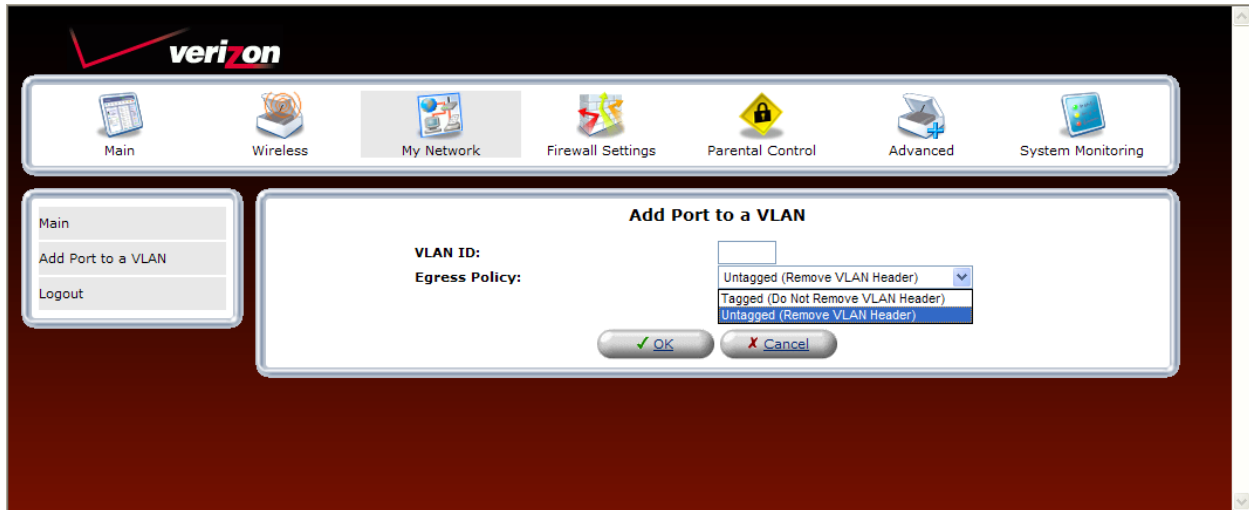 verizon
Main
Wireless
My Network
Firewall Settings
Parental Control
Advanced
System Monitoring
Main
Add Port to a VLAN
Logout
Add Port to a VLAN
VLAN ID:
Egress Policy:
Untagged (Remove VLAN Header)
Tagged (Do Not Remove VLAN Header)
Untagged (Remove VLAN Header)
OK
Cancel